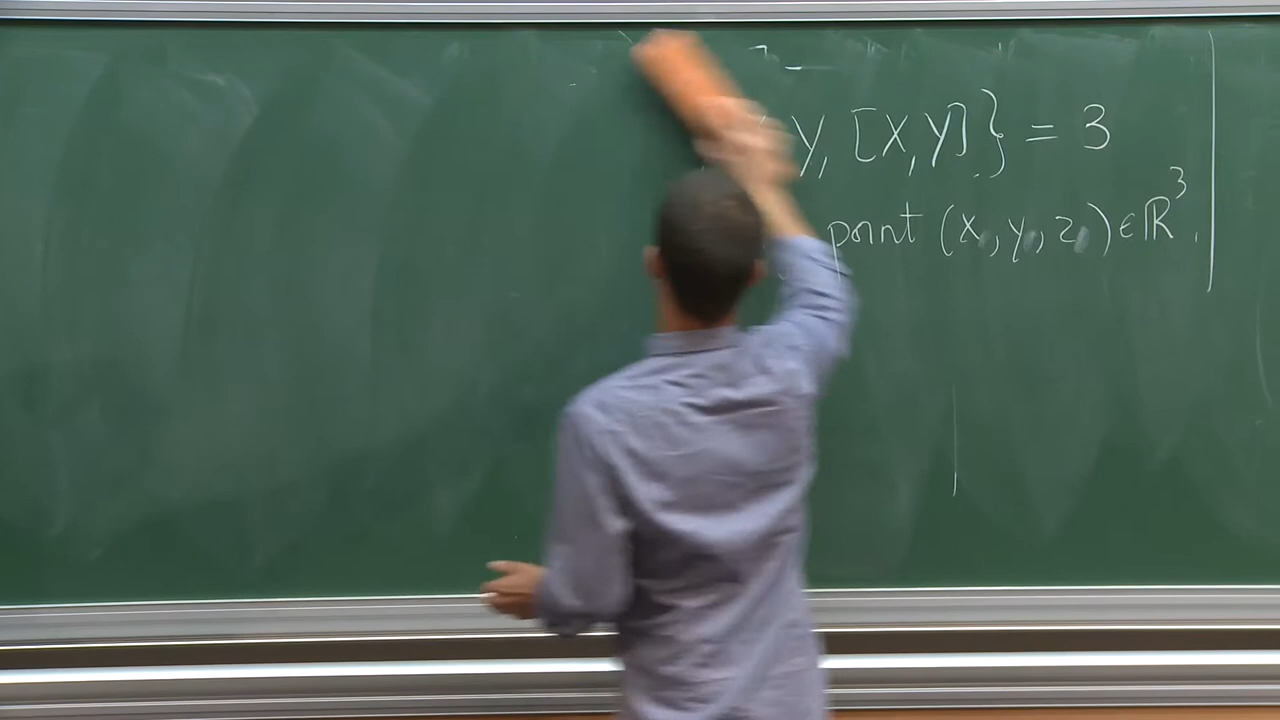 Y, [X,Y]} = 3
point (x, y, z) ∈ ℝ³.